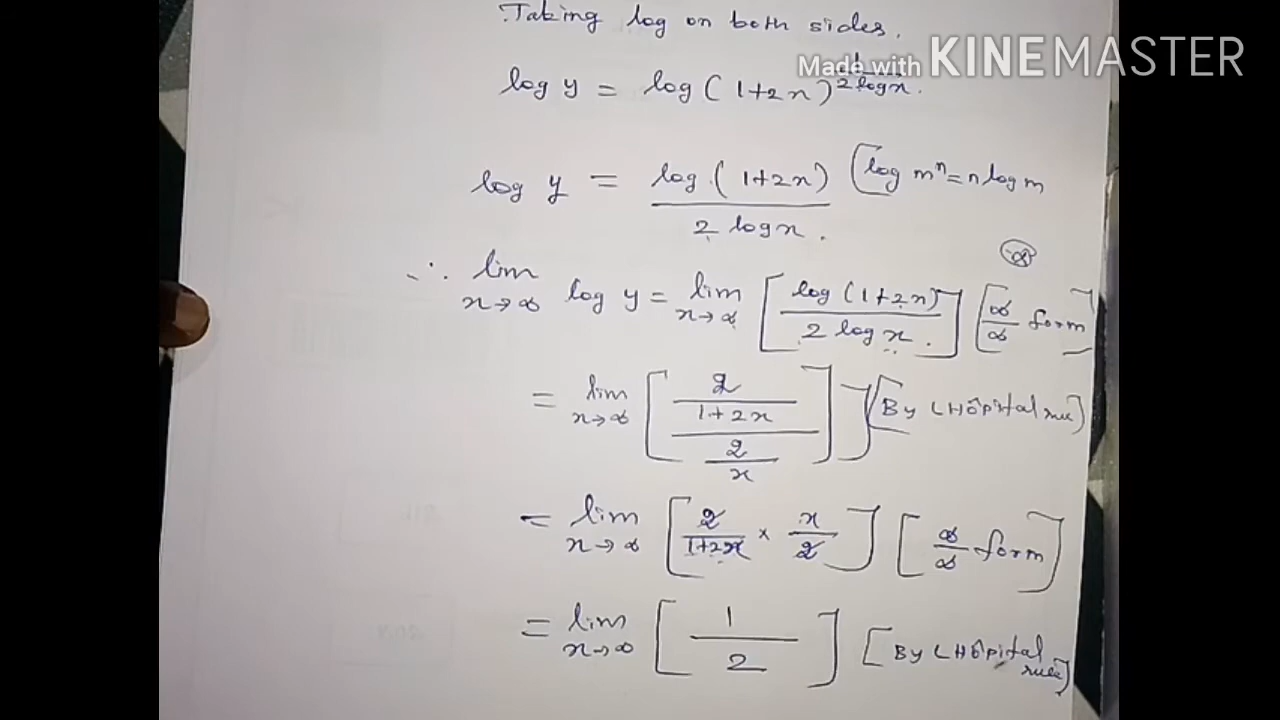 Taking log on both sides.
Made with KINEMASTER
log y = log (1+2x)^{1/(2 log x)}.
log y = log (1+2x) / 2 log x . [log mⁿ = n log m
∞
∴ lim x→∞ log y = lim x→∞ [log (1+2x) / 2 log x .] [∞/∞ form]
= lim x→∞ [(2 / 1+2x) / (2 / x)]] [By L'Hôpital rule]
= lim x→∞ [2 / 1+2x × x / 2] [∞/∞ form]
= lim x→∞ [1 / 2] [By L'Hôpital rule]